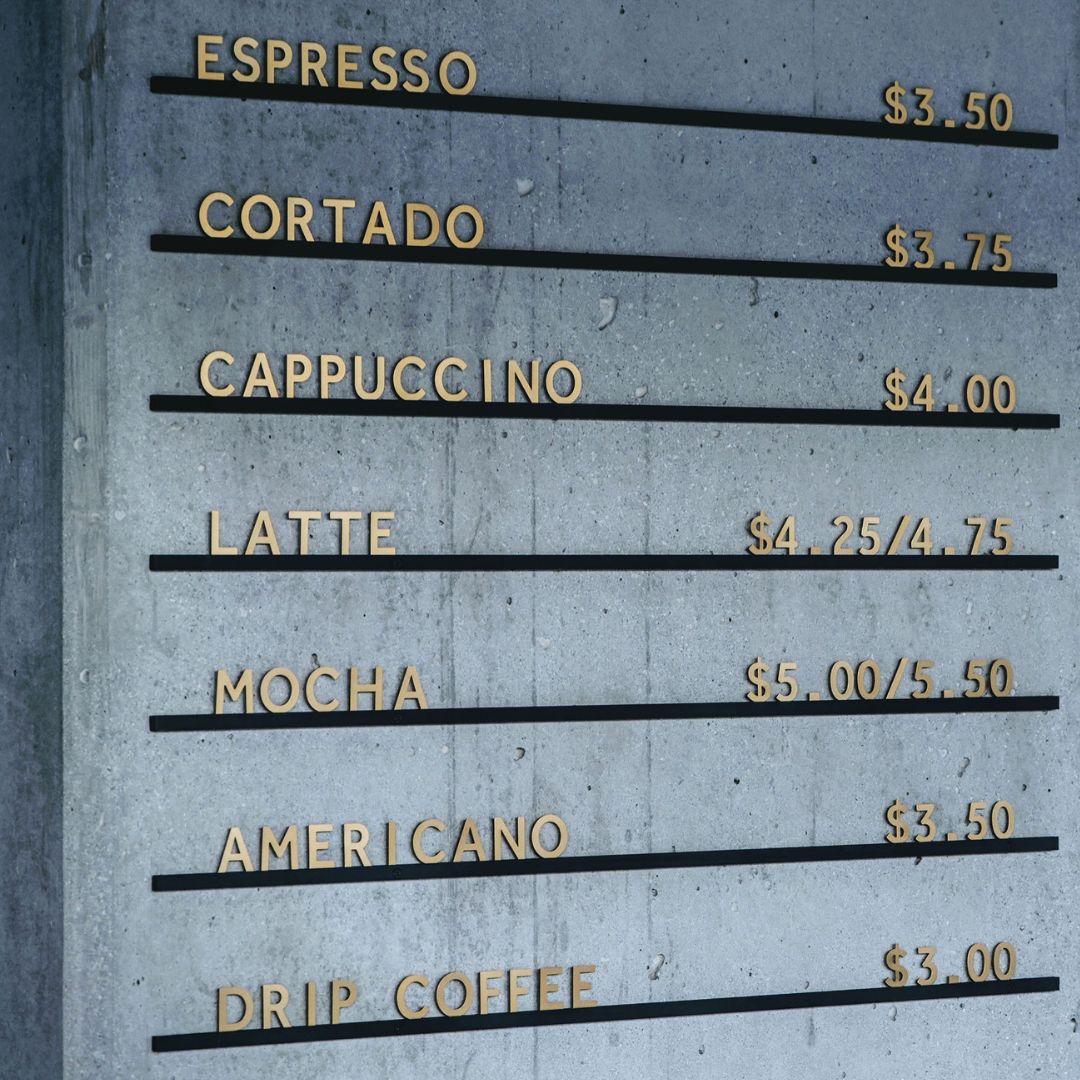 ESPRESSO $3.50
CORTADO $3.75
CAPPUCCINO $4.00
LATTE $4.25/4.75
MOCHA $5.00/5.50
AMERICANO $3.50
DRIP COFFEE $3.00